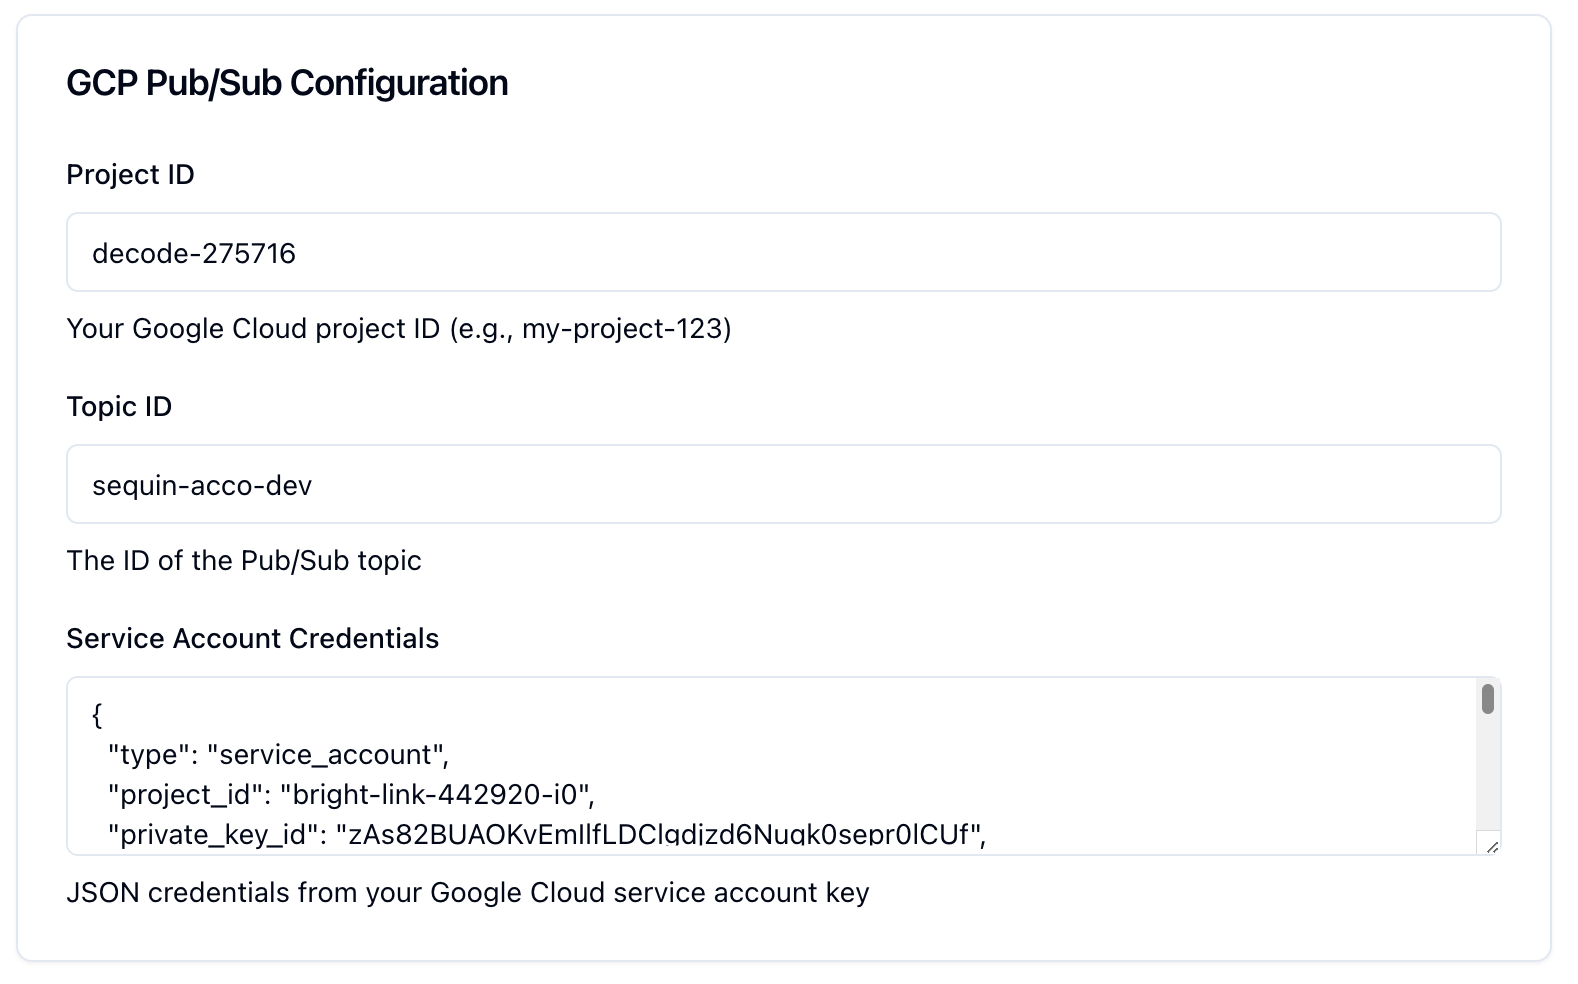 GCP Pub/Sub Configuration
Project ID
decode-275716
Your Google Cloud project ID (e.g., my-project-123)
Topic ID
sequin-acco-dev
The ID of the Pub/Sub topic
Service Account Credentials
{
"type": "service_account",
"project_id": "bright-link-442920-i0",
"private_key_id": "zAs82BUAOKvEmIlfLDClgdjzd6Nuqk0sepr0lCUf",
JSON credentials from your Google Cloud service account key